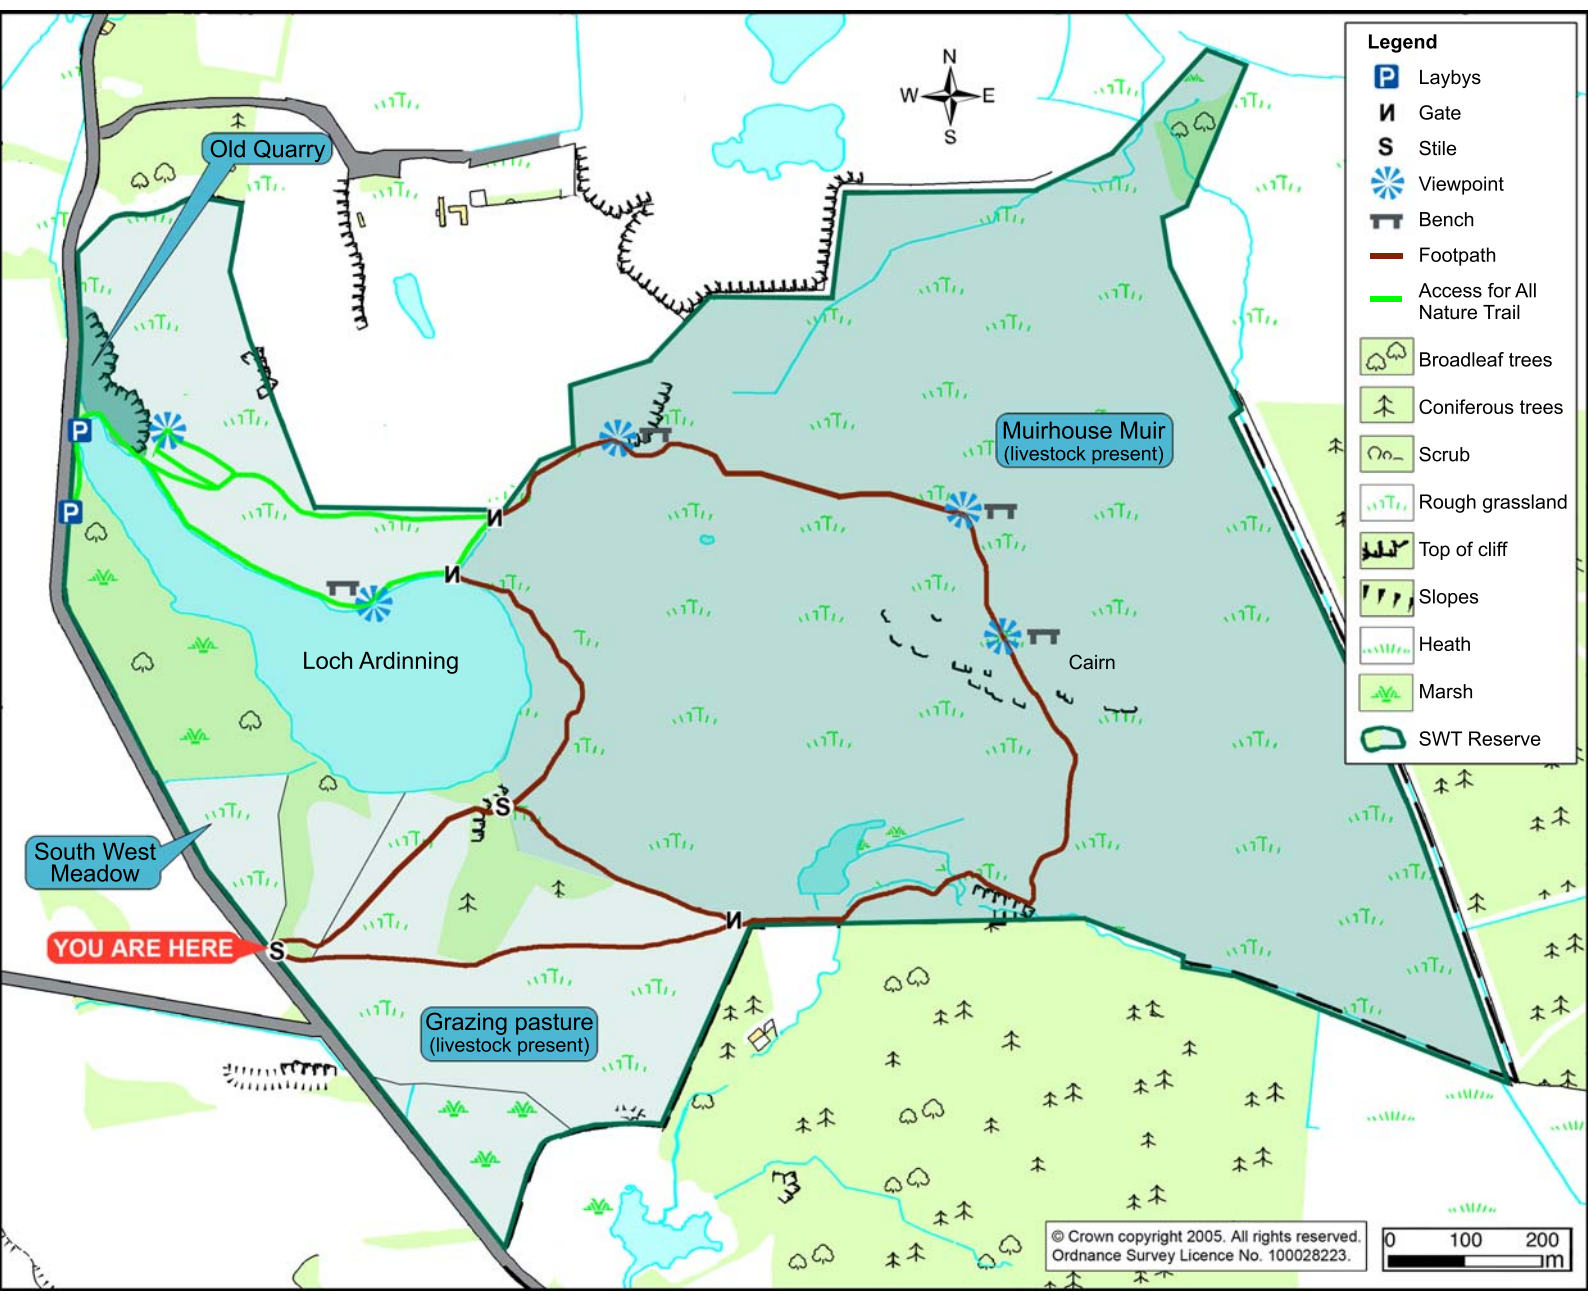 N
W E
S
Legend
P Laybys
И Gate
S Stile
Viewpoint
Bench
Footpath
Access for All
Nature Trail
Broadleaf trees
Coniferous trees
Scrub
Rough grassland
Top of cliff
Slopes
Heath
Marsh
SWT Reserve
Old Quarry
P
P
Muirhouse Muir
(livestock present)
И
И
Loch Ardinning
Cairn
S
South West
Meadow
И
YOU ARE HERE S
Grazing pasture
(livestock present)
© Crown copyright 2005. All rights reserved.
Ordnance Survey Licence No. 100028223.
0 100 200
m